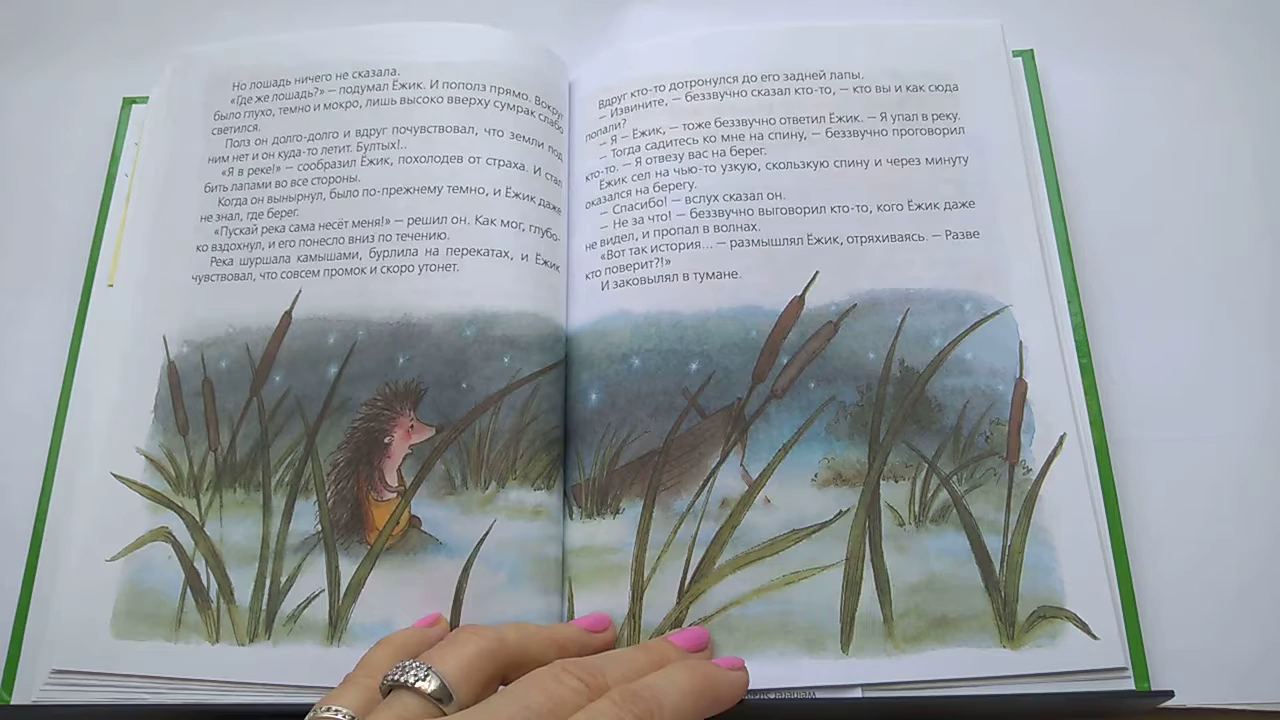 Но лошадь ничего не сказала.
«Где же лошадь?» — подумал Ёжик. И пополз прямо. Вокруг
было глухо, темно и мокро, лишь высоко вверху сумрак слабо
светился.
Полз он долго-долго и вдруг почувствовал, что земли под
ним нет и он куда-то летит. Бултых!..
«Я в реке!» — сообразил Ёжик, похолодев от страха. И стал
бить лапами во все стороны.
Когда он вынырнул, было по-прежнему темно, и Ёжик даже
не знал, где берег.
«Пускай река сама несёт меня!» — решил он. Как мог, глубо-
ко вздохнул, и его понесло вниз по течению.
Река шуршала камышами, бурлила на перекатах, и Ёжик
чувствовал, что совсем промок и скоро утонет.
Вдруг кто-то дотронулся до его задней лапы.
— Извините, — беззвучно сказал кто-то, — кто вы и как сюда
попали?
— Я — Ёжик, — тоже беззвучно ответил Ёжик. — Я упал в реку.
— Тогда садитесь ко мне на спину, — беззвучно проговорил
кто-то. — Я отвезу вас на берег.
Ёжик сел на чью-то узкую, скользкую спину и через минуту
оказался на берегу.
— Спасибо! — вслух сказал он.
— Не за что! — беззвучно выговорил кто-то, кого Ёжик даже
не видел, и пропал в волнах.
«Вот так история... — размышлял Ёжик, отряхиваясь. — Разве
кто поверит?!»
И заковылял в тумане.